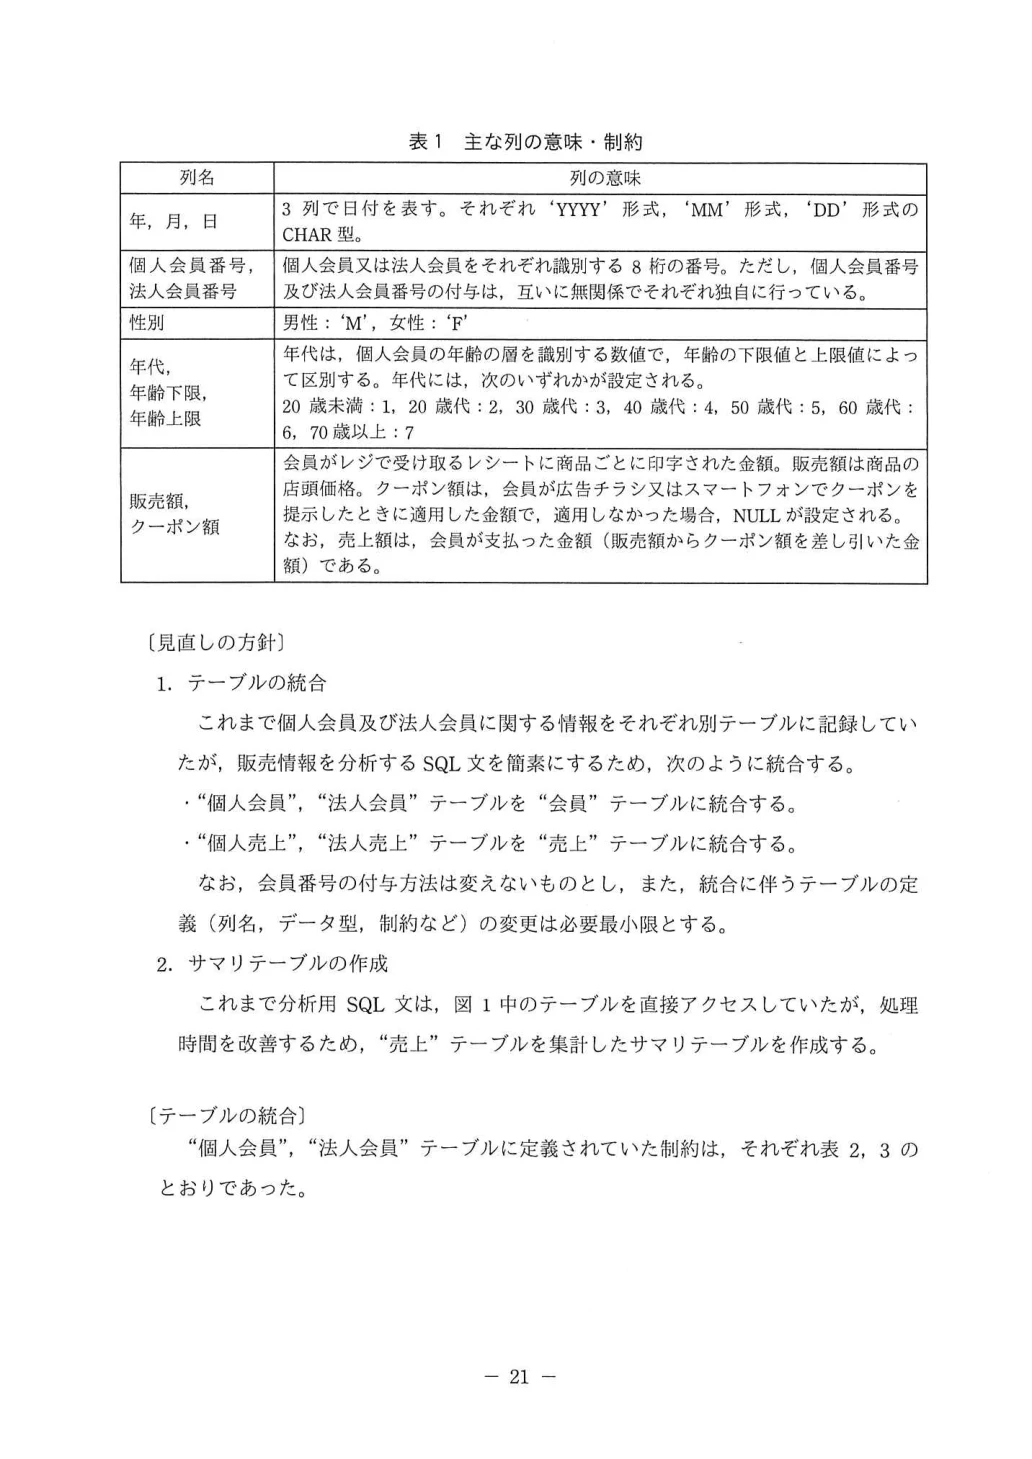 表1　主な列の意味・制約
列名
列の意味
年，月，日
3 列で日付を表す。それぞれ ‘YYYY’ 形式，‘MM’ 形式，‘DD’ 形式の
CHAR 型。
個人会員番号，
法人会員番号
個人会員又は法人会員をそれぞれ識別する 8 桁の番号。ただし，個人会員番号
及び法人会員番号の付与は，互いに無関係でそれぞれ独自に行っている。
性別
男性：‘M’，女性：‘F’
年代，
年齢下限，
年齢上限
年代は，個人会員の年齢の層を識別する数値で，年齢の下限値と上限値によっ
て区別する。年代には，次のいずれかが設定される。
20 歳未満：1，20 歳代：2，30 歳代：3，40 歳代：4，50 歳代：5，60 歳代：
6，70 歳以上：7
販売額，
クーポン額
会員がレジで受け取るレシートに商品ごとに印字された金額。販売額は商品の
店頭価格。クーポン額は，会員が広告チラシ又はスマートフォンでクーポンを
提示したときに適用した金額で，適用しなかった場合，NULL が設定される。
なお，売上額は，会員が支払った金額（販売額からクーポン額を差し引いた金
額）である。
〔見直しの方針〕
1．テーブルの統合
これまで個人会員及び法人会員に関する情報をそれぞれ別テーブルに記録してい
たが，販売情報を分析する SQL 文を簡素にするため，次のように統合する。
・“個人会員”，“法人会員” テーブルを “会員” テーブルに統合する。
・“個人売上”，“法人売上” テーブルを “売上” テーブルに統合する。
なお，会員番号の付与方法は変えないものとし，また，統合に伴うテーブルの定
義（列名，データ型，制約など）の変更は必要最小限とする。
2．サマリテーブルの作成
これまで分析用 SQL 文は，図 1 中のテーブルを直接アクセスしていたが，処理
時間を改善するため，“売上” テーブルを集計したサマリテーブルを作成する。
〔テーブルの統合〕
“個人会員”，“法人会員” テーブルに定義されていた制約は，それぞれ表 2，3 の
とおりであった。
－ 21 －